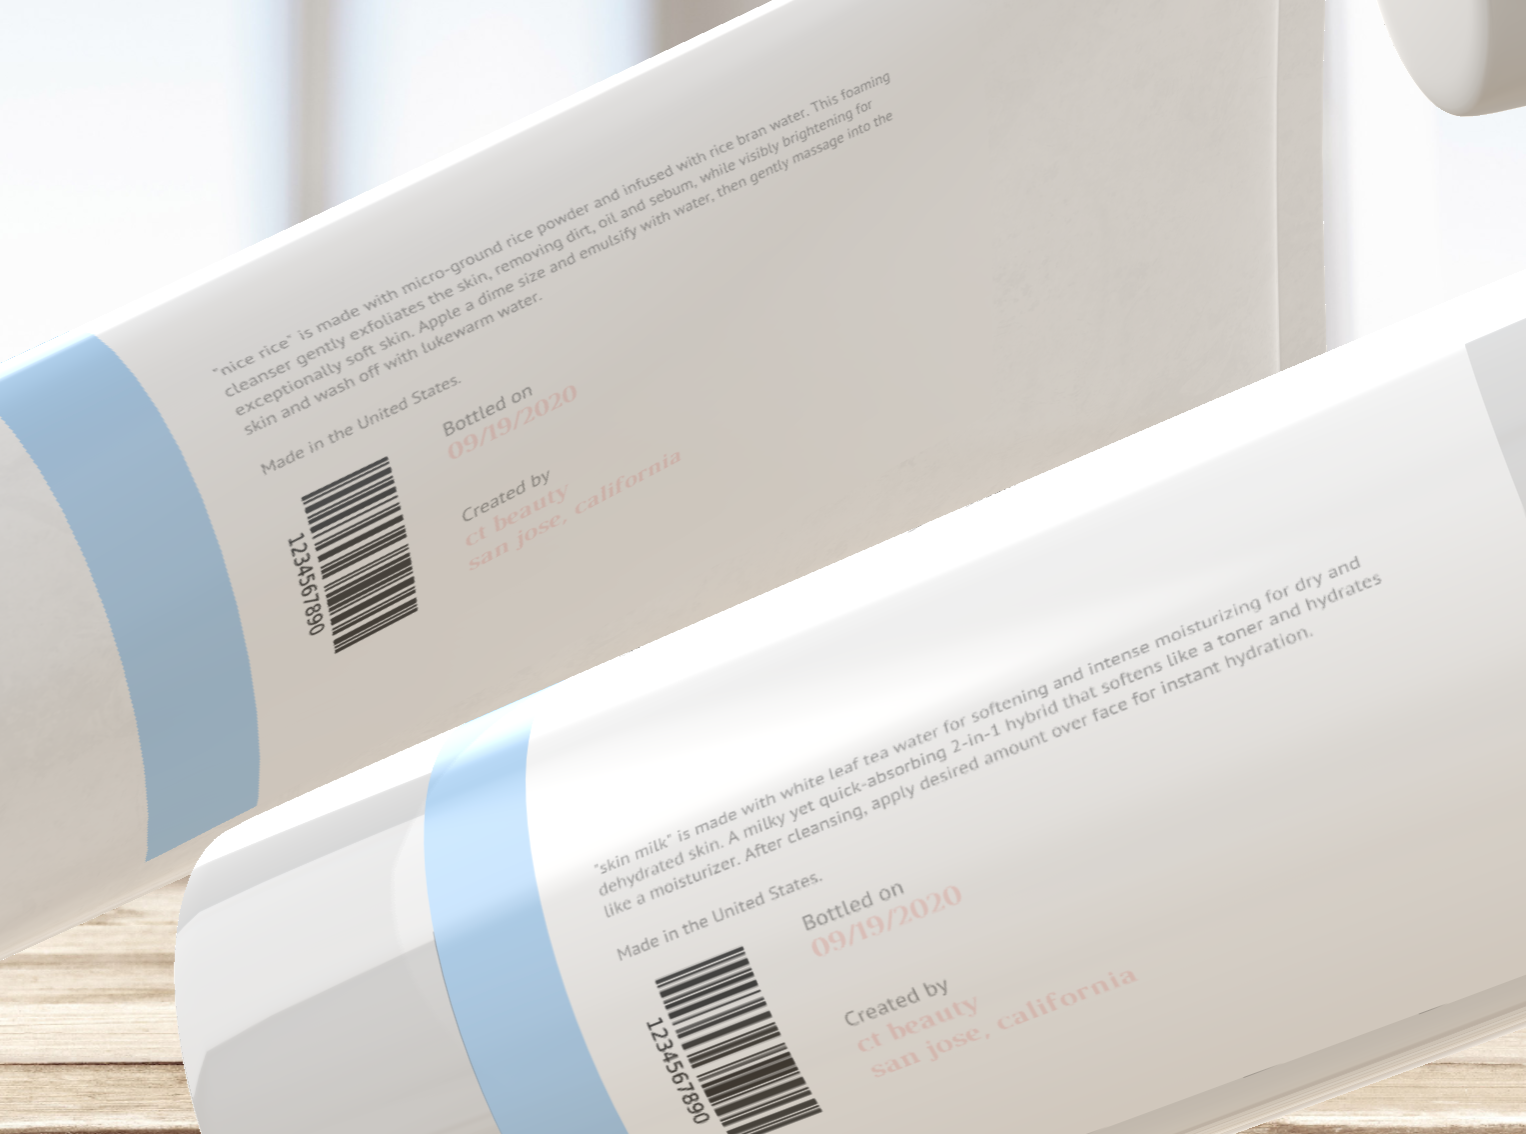 "nice rice" is made with micro-ground rice powder and infused with rice bran water. This foaming
cleanser gently exfoliates the skin, removing dirt, oil and sebum, while visibly brightening for
exceptionally soft skin. Apple a dime size and emulsify with water, then gently massage into the
skin and wash off with lukewarm water.
Made in the United States.
Bottled on
09/19/2020
Created by
ct beauty
san jose, california
1234567890
"skin milk" is made with white leaf tea water for softening and intense moisturizing for dry and
dehydrated skin. A milky yet quick-absorbing 2-in-1 hybrid that softens like a toner and hydrates
like a moisturizer. After cleansing, apply desired amount over face for instant hydration.
Made in the United States.
Bottled on
09/19/2020
Created by
ct beauty
san jose, california
1234567890